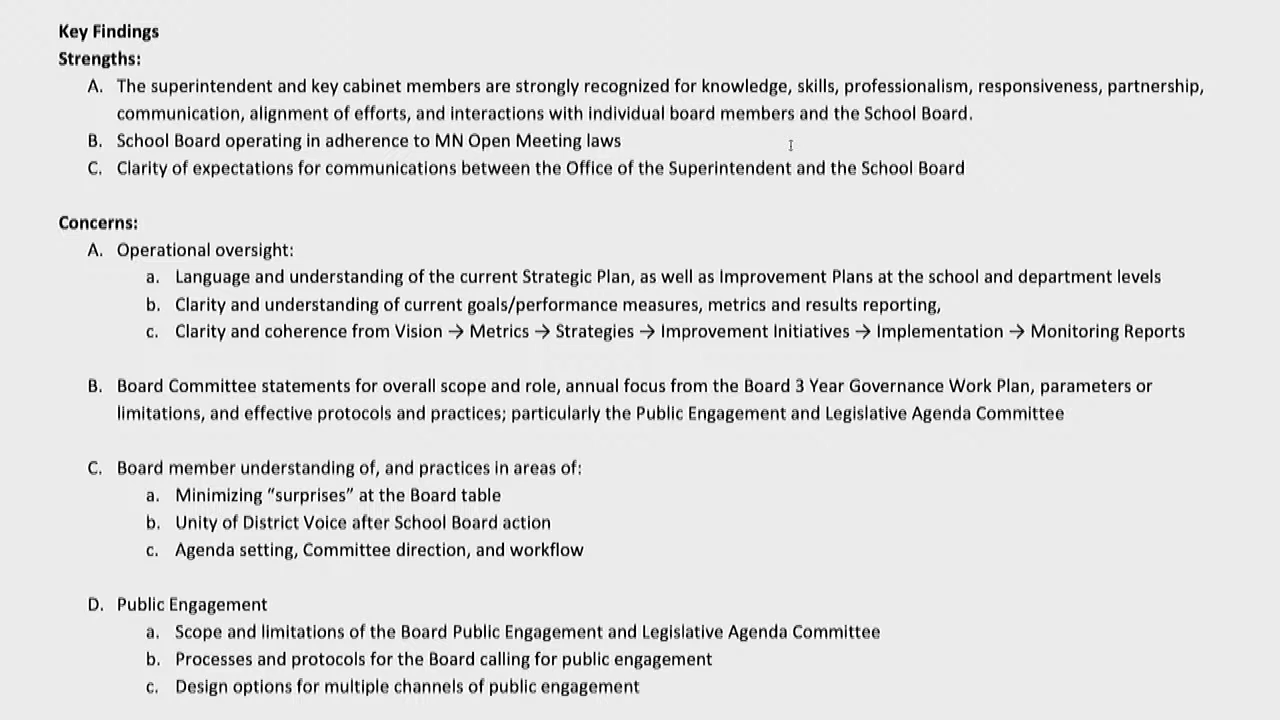 Key Findings
Strengths:
A. The superintendent and key cabinet members are strongly recognized for knowledge, skills, professionalism, responsiveness, partnership,
communication, alignment of efforts, and interactions with individual board members and the School Board.
B. School Board operating in adherence to MN Open Meeting laws
C. Clarity of expectations for communications between the Office of the Superintendent and the School Board
Concerns:
A. Operational oversight:
a. Language and understanding of the current Strategic Plan, as well as Improvement Plans at the school and department levels
b. Clarity and understanding of current goals/performance measures, metrics and results reporting,
c. Clarity and coherence from Vision → Metrics → Strategies → Improvement Initiatives → Implementation → Monitoring Reports
B. Board Committee statements for overall scope and role, annual focus from the Board 3 Year Governance Work Plan, parameters or
limitations, and effective protocols and practices; particularly the Public Engagement and Legislative Agenda Committee
C. Board member understanding of, and practices in areas of:
a. Minimizing “surprises” at the Board table
b. Unity of District Voice after School Board action
c. Agenda setting, Committee direction, and workflow
D. Public Engagement
a. Scope and limitations of the Board Public Engagement and Legislative Agenda Committee
b. Processes and protocols for the Board calling for public engagement
c. Design options for multiple channels of public engagement